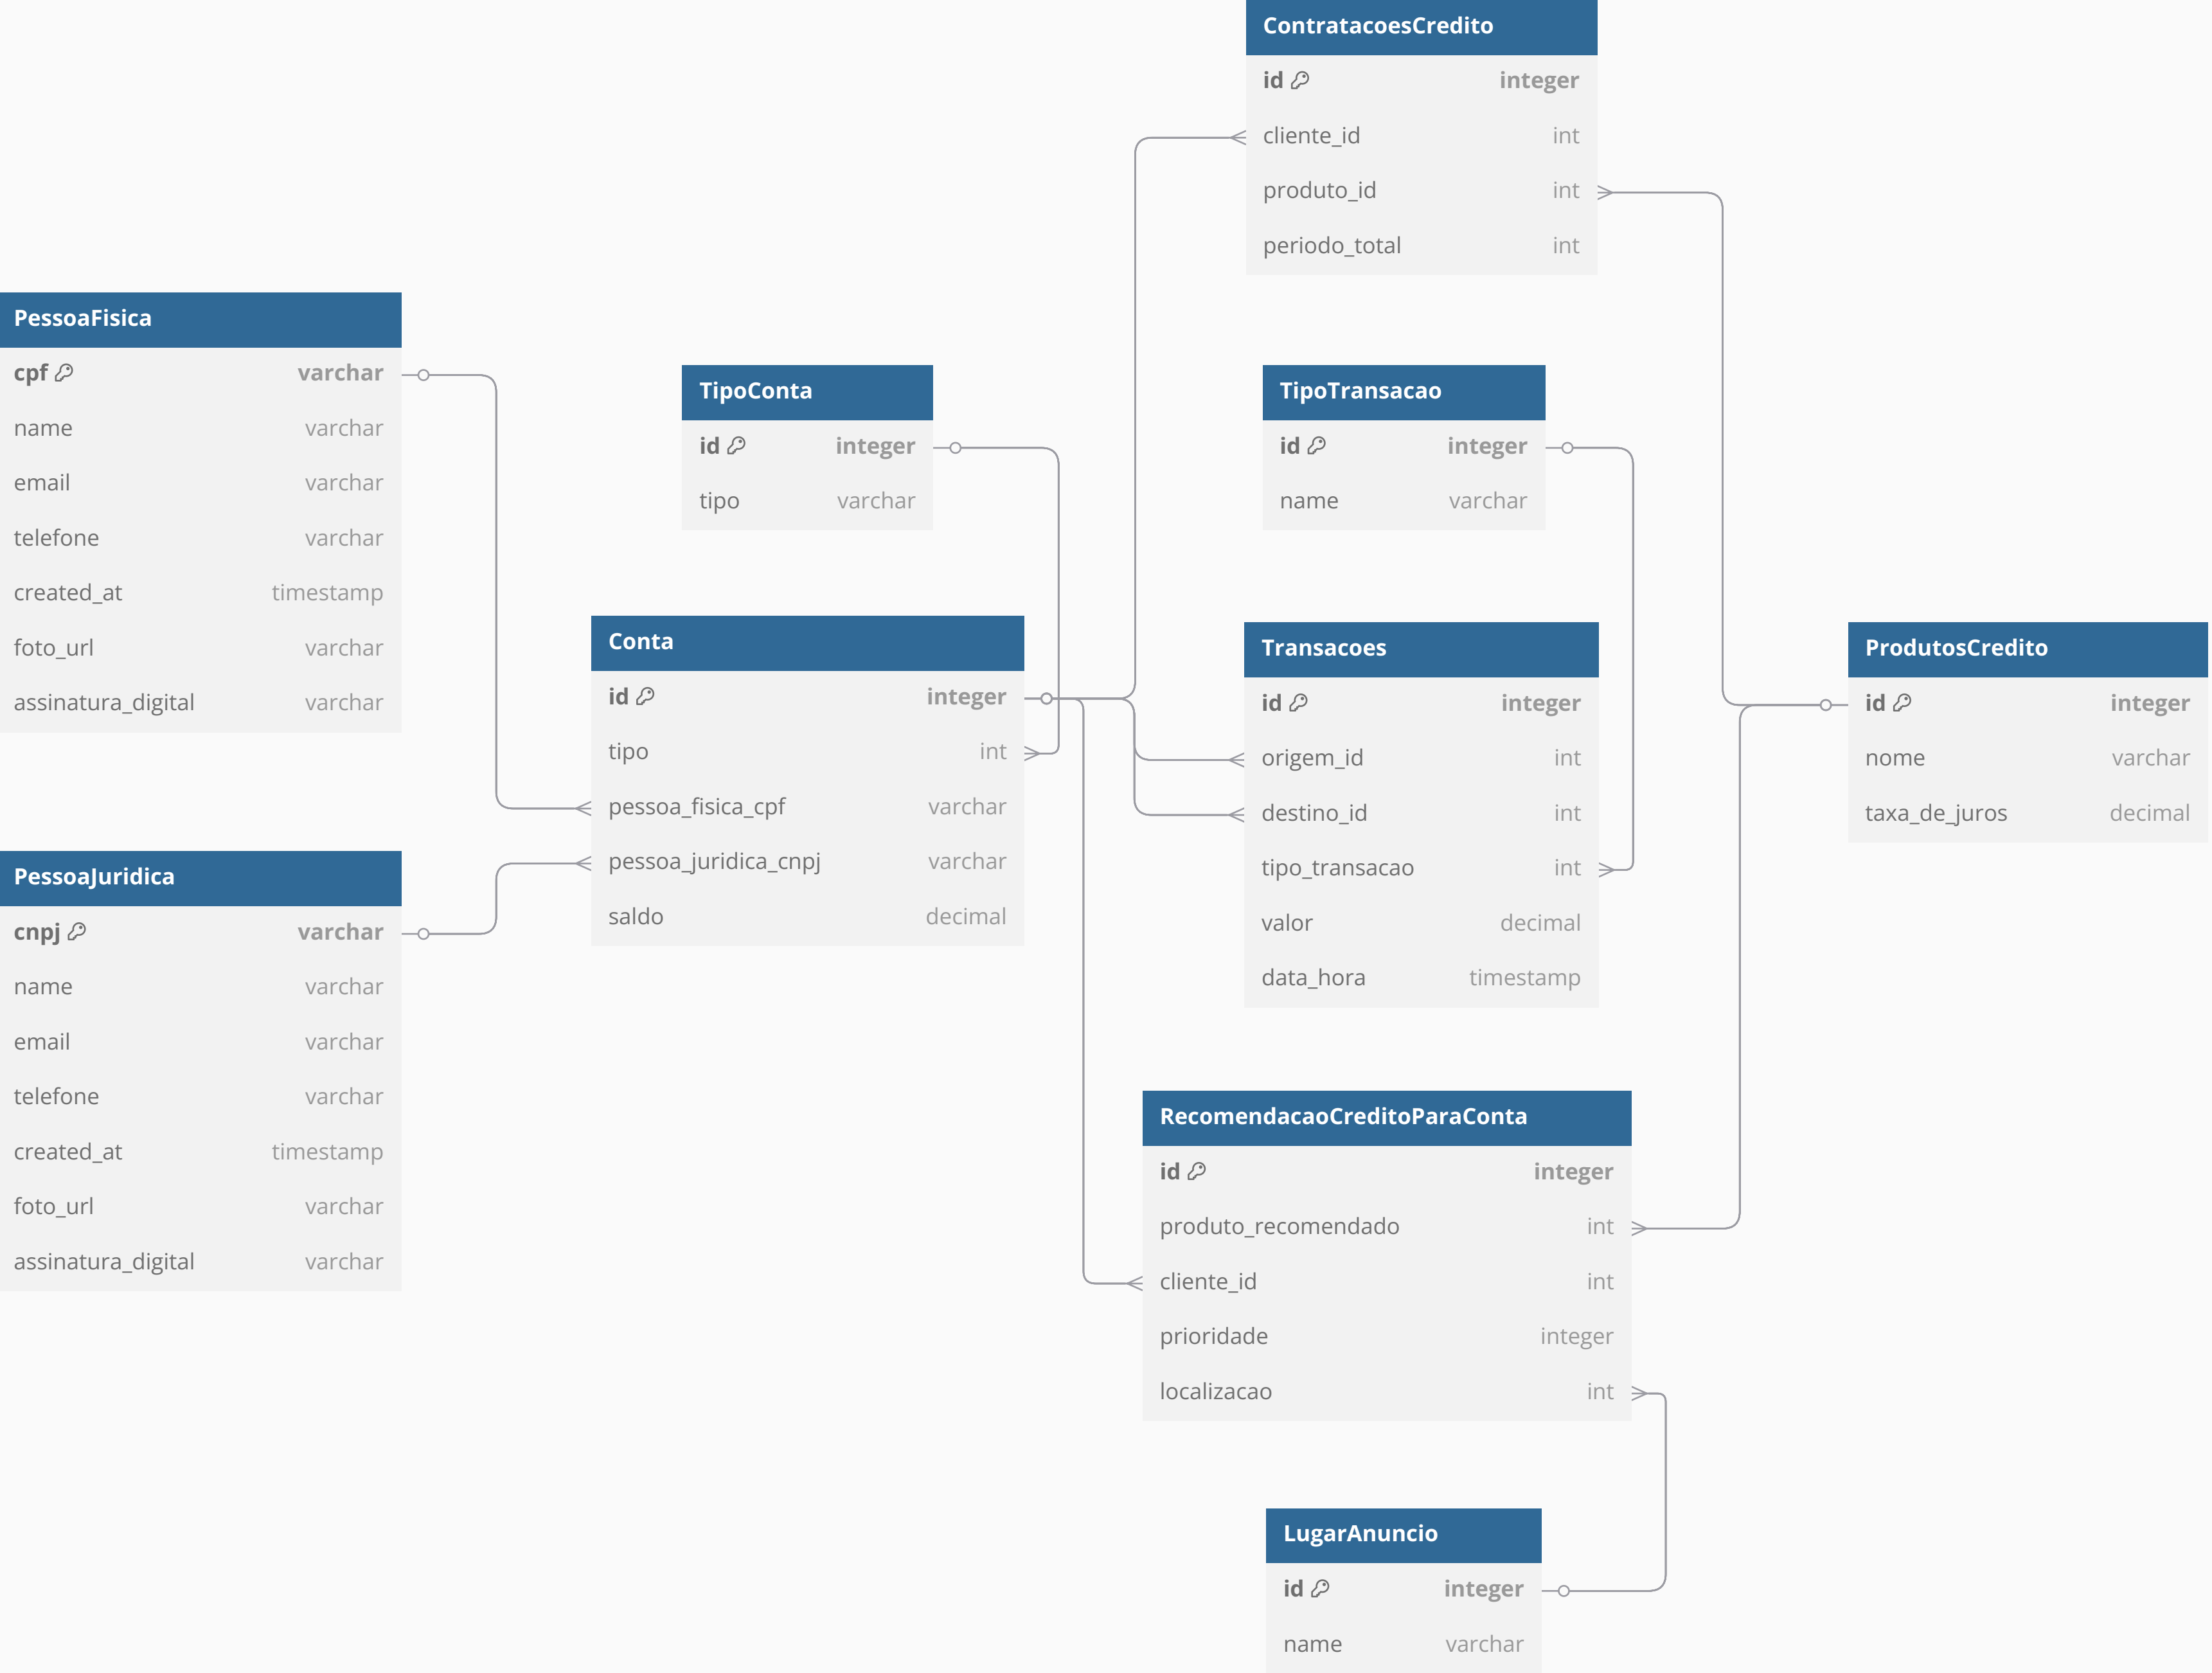 ContratacoesCredito
id integer
cliente_id int
produto_id int
periodo_total int
PessoaFisica
cpf varchar
name varchar
email varchar
telefone varchar
created_at timestamp
foto_url varchar
assinatura_digital varchar
TipoConta
id integer
tipo varchar
TipoTransacao
id integer
name varchar
Conta
id integer
tipo int
pessoa_fisica_cpf varchar
pessoa_juridica_cnpj varchar
saldo decimal
Transacoes
id integer
origem_id int
destino_id int
tipo_transacao int
valor decimal
data_hora timestamp
ProdutosCredito
id integer
nome varchar
taxa_de_juros decimal
PessoaJuridica
cnpj varchar
name varchar
email varchar
telefone varchar
created_at timestamp
foto_url varchar
assinatura_digital varchar
RecomendacaoCreditoParaConta
id integer
produto_recomendado int
cliente_id int
prioridade integer
localizacao int
LugarAnuncio
id integer
name varchar